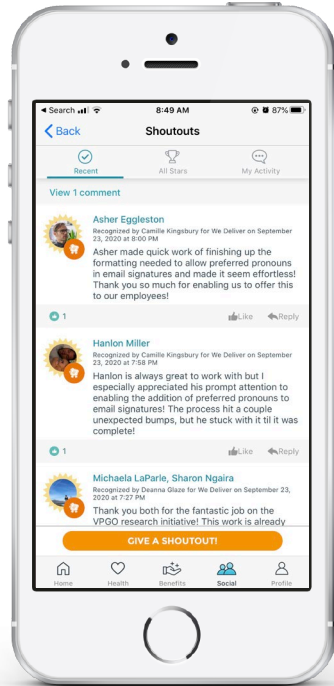 Search
8:49 AM
87%
Back
Shoutouts
Recent
All Stars
My Activity
View 1 comment
Asher Eggleston
Recognized by Camille Kingsbury for We Deliver on September
23, 2020 at 8:00 PM
Asher made quick work of finishing up the
formatting needed to allow preferred pronouns
in email signatures and made it seem effortless!
Thank you so much for enabling us to offer this
to our employees!
1
Like
Reply
Hanlon Miller
Recognized by Camille Kingsbury for We Deliver on September
23, 2020 at 7:58 PM
Hanlon is always great to work with but I
especially appreciated his prompt attention to
enabling the addition of preferred pronouns to
email signatures! The process hit a couple
unexpected bumps, but he stuck with it til it was
complete!
1
Like
Reply
Michaela LaParle, Sharon Ngaira
Recognized by Deanna Glaze for We Deliver on September 23,
2020 at 7:27 PM
Thank you both for the fantastic job on the
VPGO research initiative! This work is already
GIVE A SHOUTOUT!
Home
Health
Benefits
Social
Profile